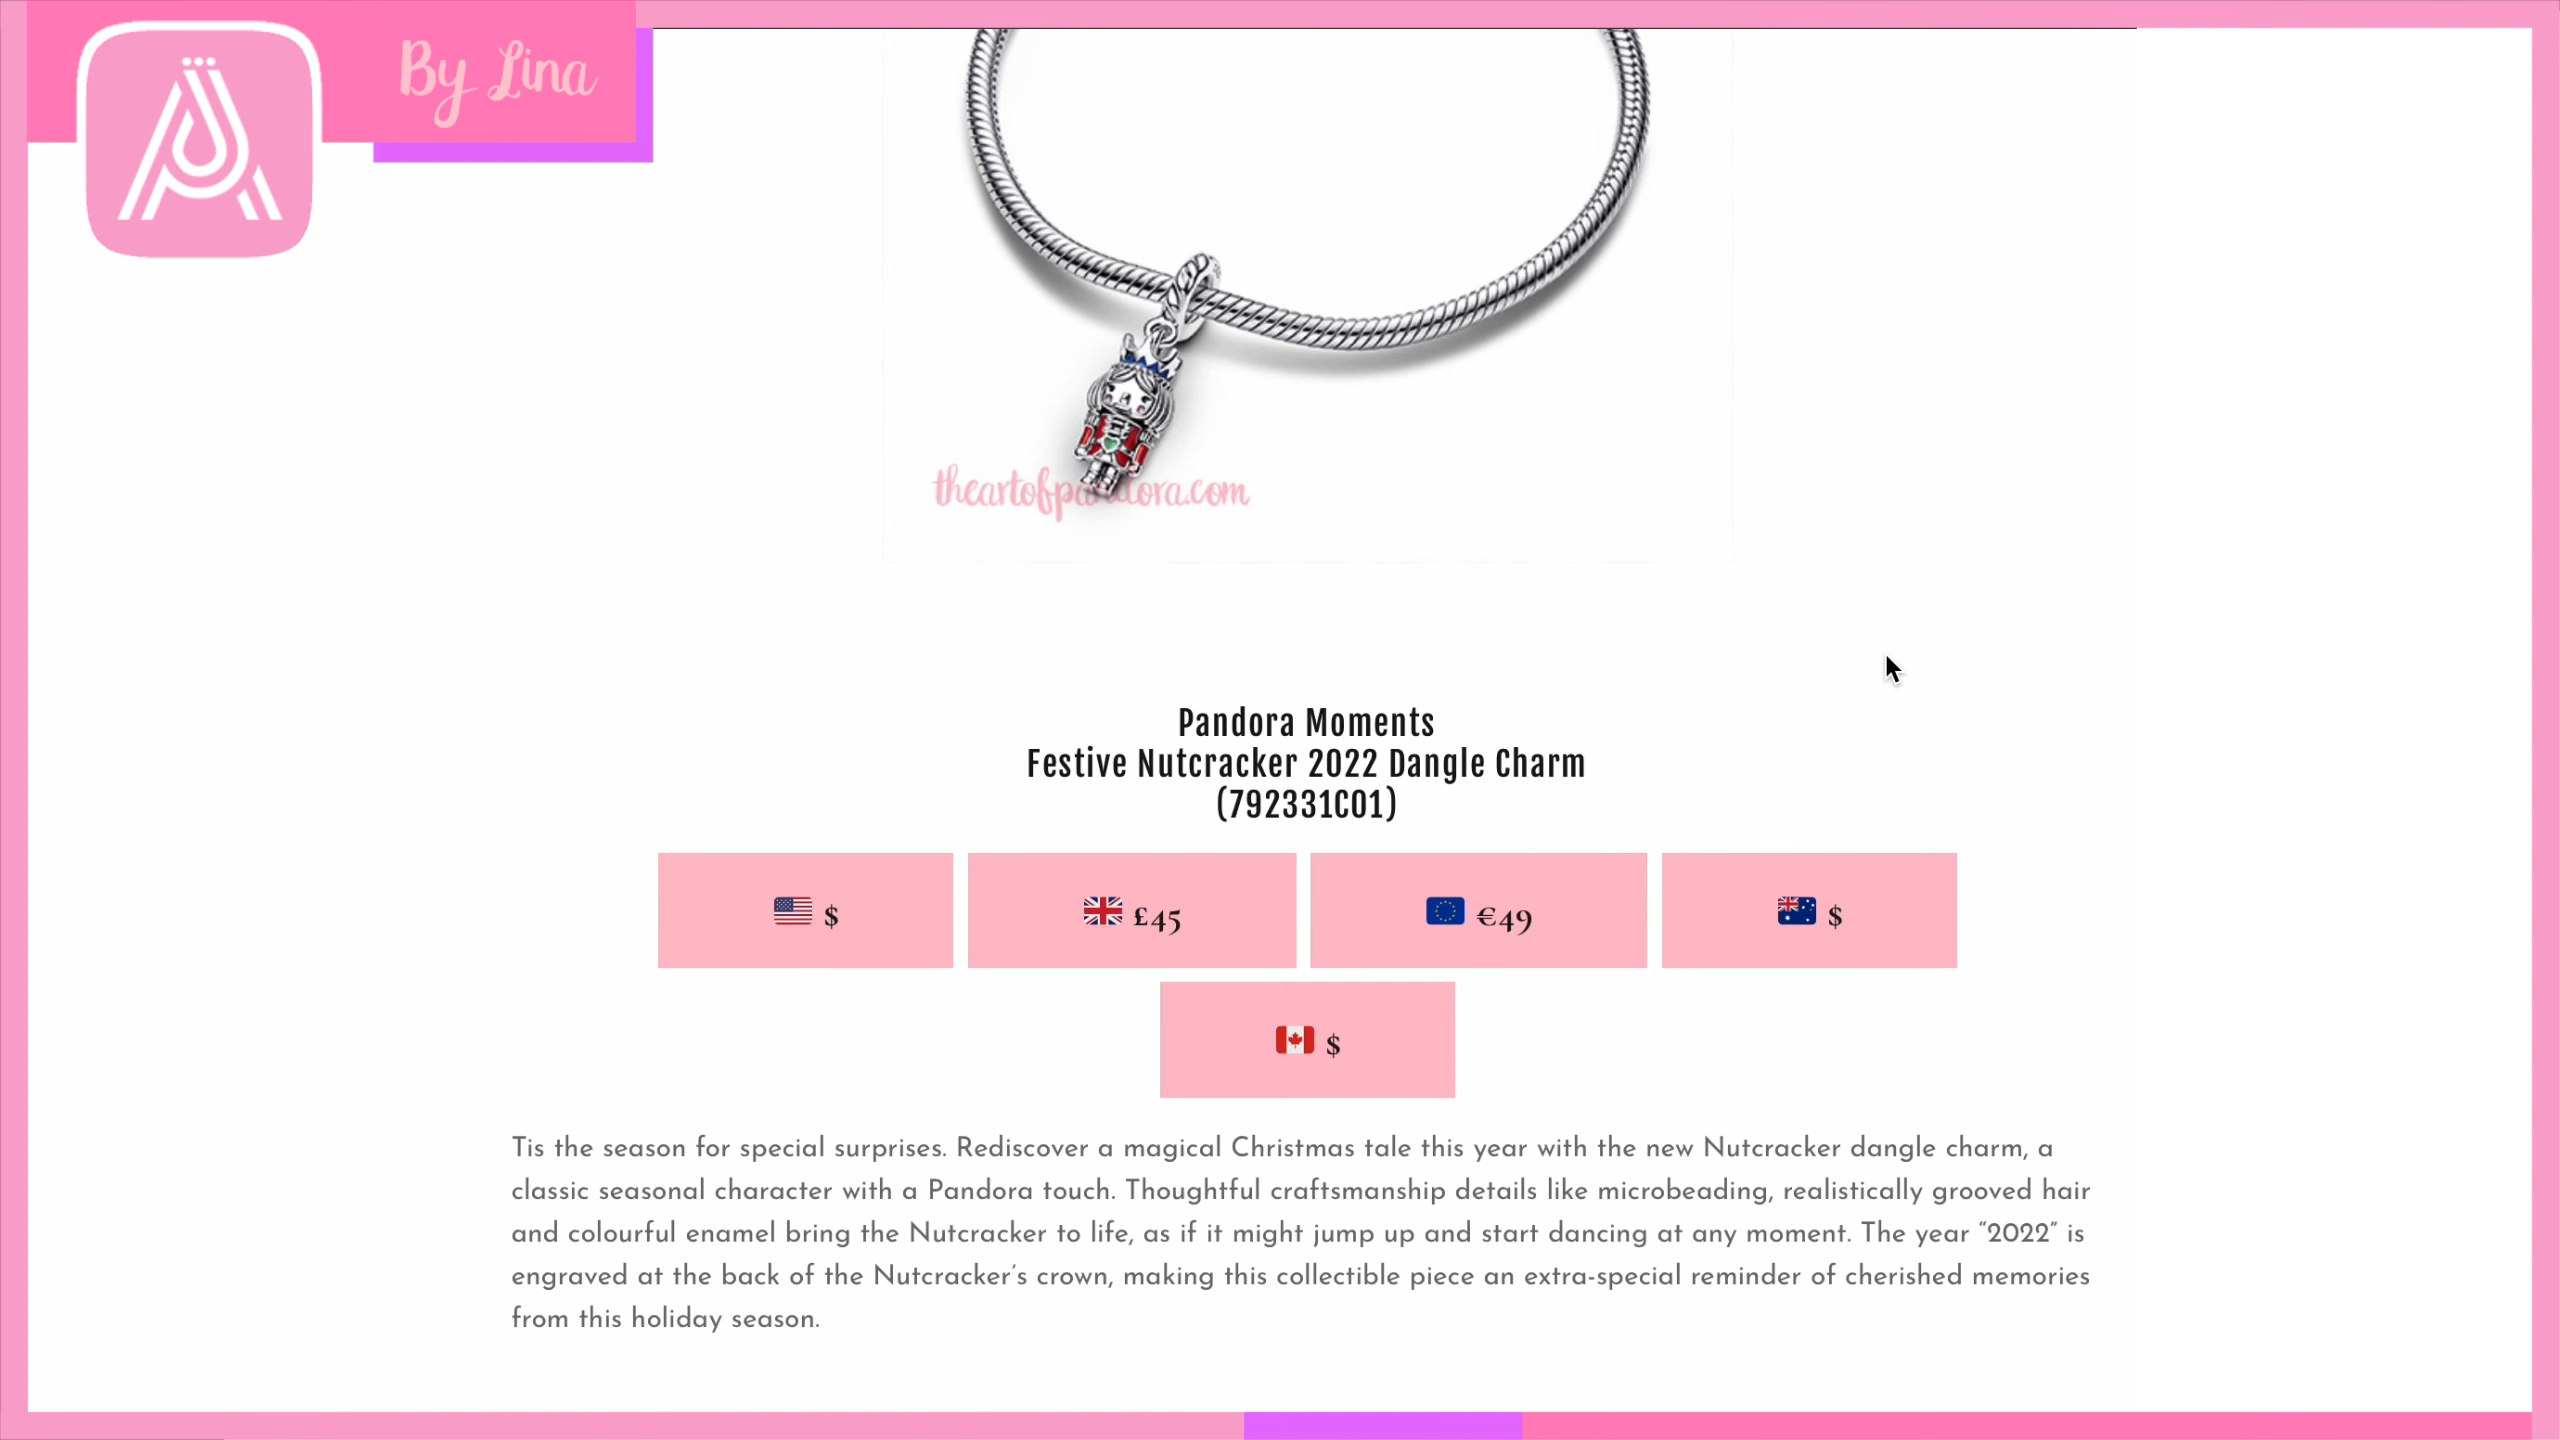 By Lina
theartofpandora.com
Pandora Moments
Festive Nutcracker 2022 Dangle Charm
(792331C01)
$
£45
€49
$
$
Tis the season for special surprises. Rediscover a magical Christmas tale this year with the new Nutcracker dangle charm, a
classic seasonal character with a Pandora touch. Thoughtful craftsmanship details like microbeading, realistically grooved hair
and colourful enamel bring the Nutcracker to life, as if it might jump up and start dancing at any moment. The year “2022” is
engraved at the back of the Nutcracker’s crown, making this collectible piece an extra-special reminder of cherished memories
from this holiday season.